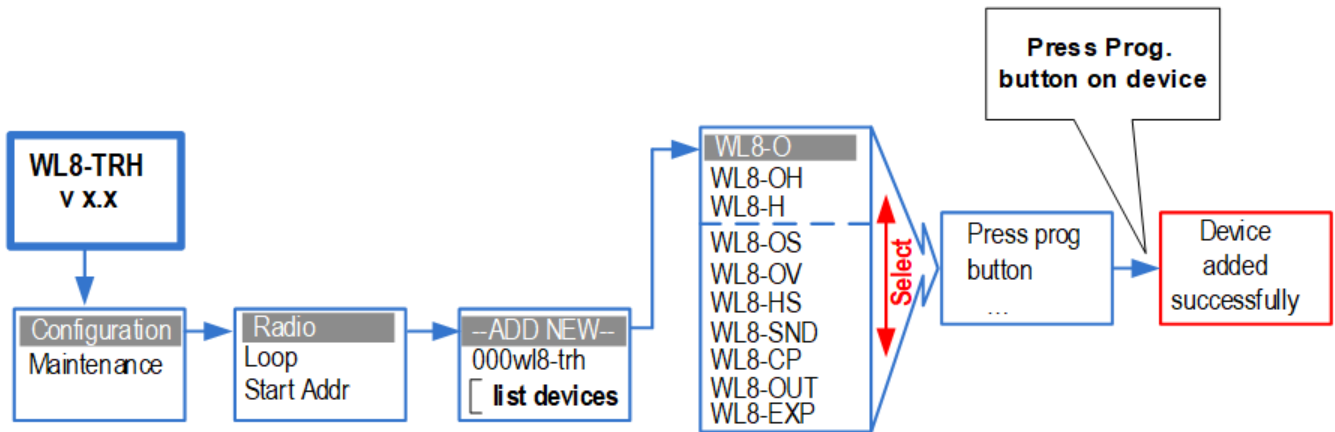 Press Prog.
button on device
WL8-TRH
v x.x
Configuration
Maintenance
Radio
Loop
Start Addr
--ADD NEW--
000wl8-trh
[ list devices
WL8-O
WL8-OH
WL8-H
WL8-OS
WL8-OV
WL8-HS
WL8-SND
WL8-CP
WL8-OUT
WL8-EXP
Select
Press prog
button
...
Device
added
successfully